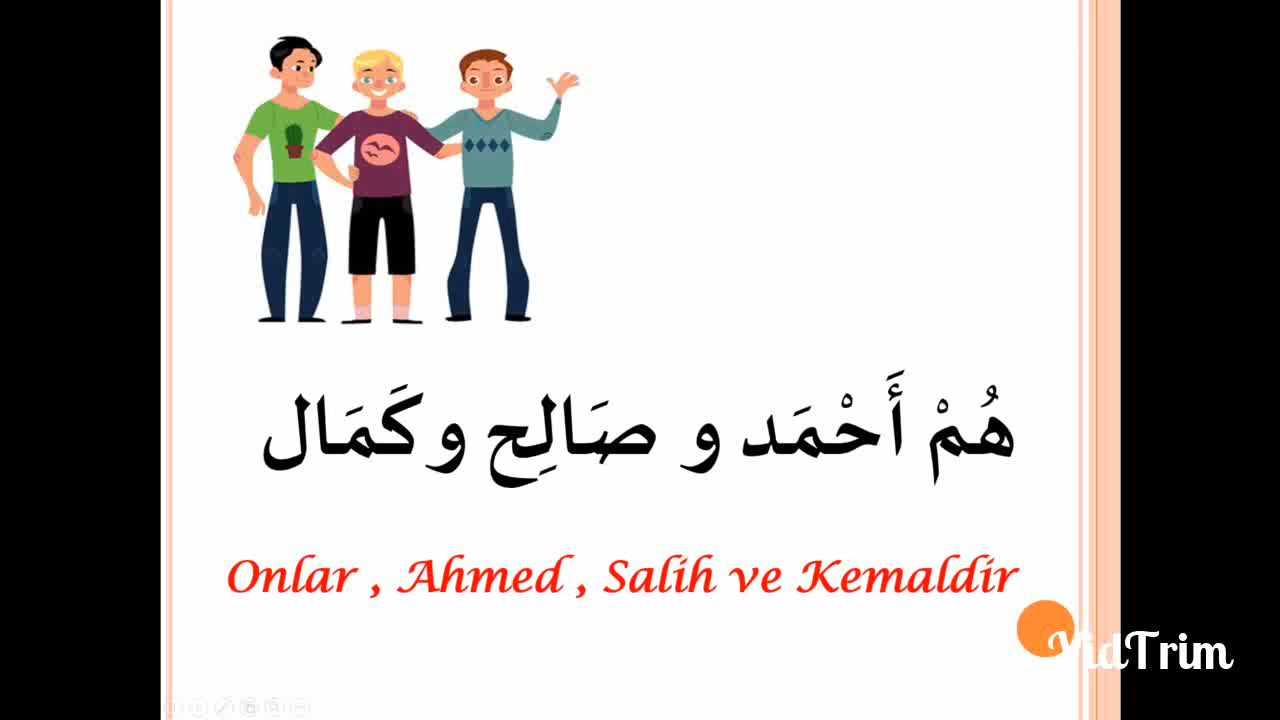 هُمْ أَحْمَد و صَالِح وكَمَال
Onlar , Ahmed , Salih ve Kemaldir
VidTrim